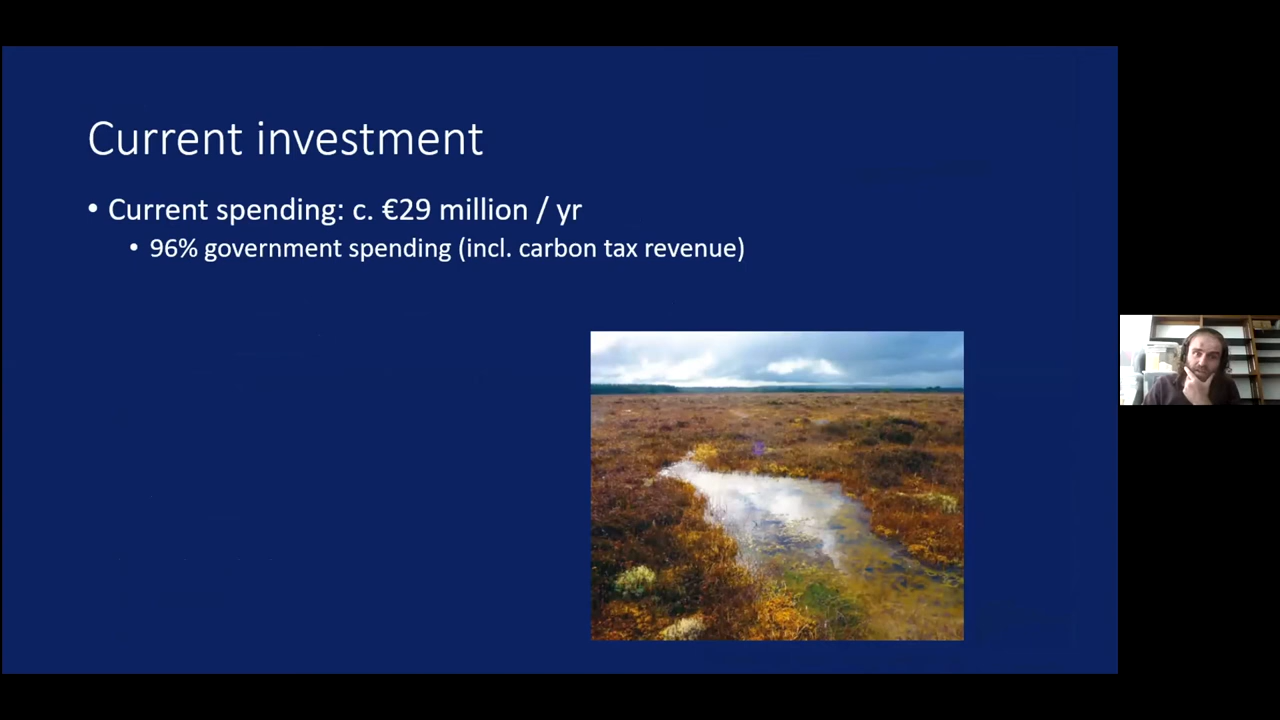 Current investment
• Current spending: c. €29 million / yr
• 96% government spending (incl. carbon tax revenue)